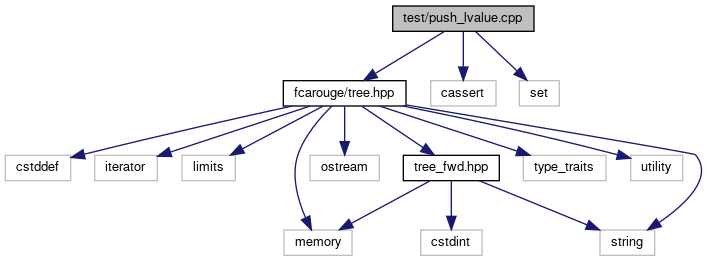 test/push_lvalue.cpp
fcarouge/tree.hpp
cassert
set
cstddef
iterator
limits
ostream
tree_fwd.hpp
type_traits
utility
memory
cstdint
string